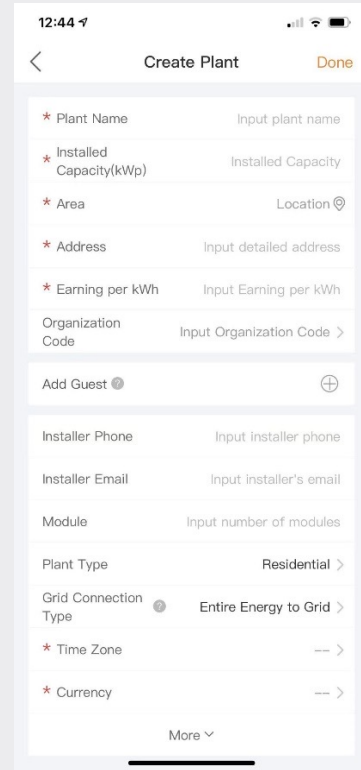 12:44
Create Plant
Done
* Plant Name
Input plant name
* Installed
Capacity(kWp)
Installed Capacity
* Area
Location
* Address
Input detailed address
* Earning per kWh
Input Earning per kWh
Organization
Code
Input Organization Code >
Add Guest ?
Installer Phone
Input installer phone
Installer Email
Input installer's email
Module
Input number of modules
Plant Type
Residential >
Grid Connection
Type
?
Entire Energy to Grid >
* Time Zone
-- >
* Currency
-- >
More